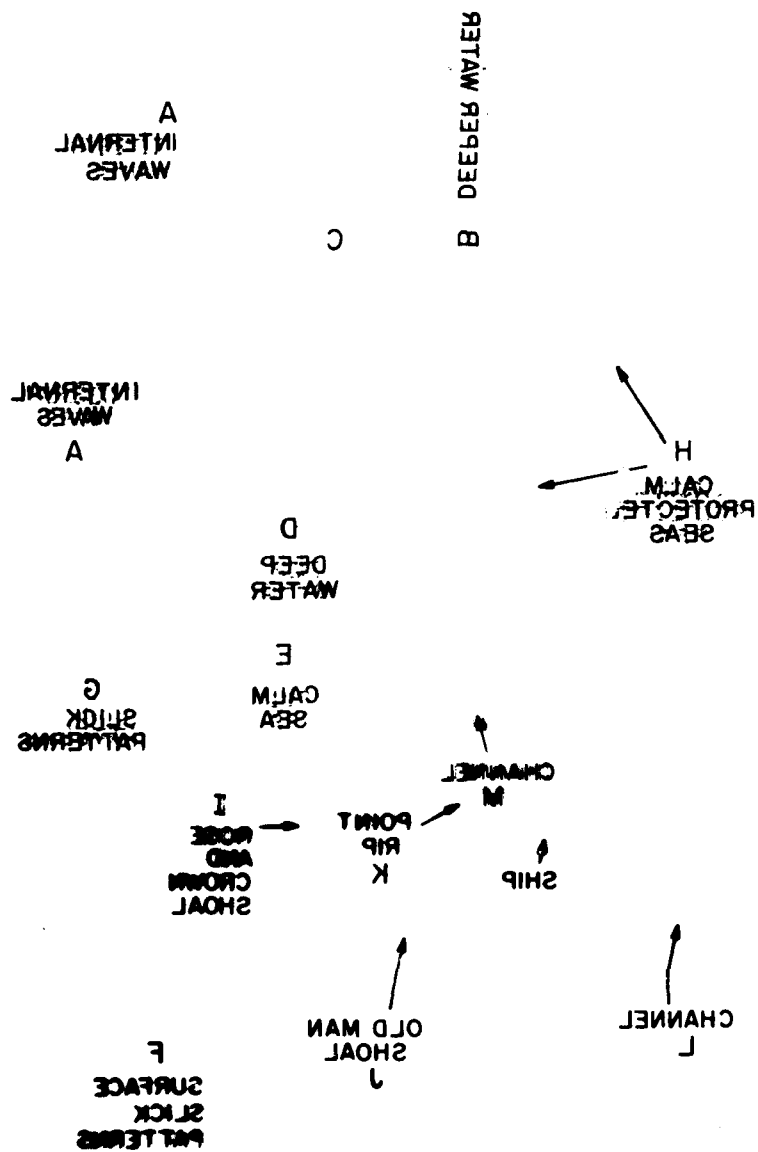 B DEEPER WATER
A
INTERNAL
WAVES
C
INTERNAL
WAVES
A
H
CALM
PROTECTE
SEAS
D
DEEP
WATER
E
CALM
SEA
G
SLICK
PATTERNS
CHANNEL
M
I
ROSE
AND
CROWN
SHOAL
POINT
RIP
K
SHIP
OLD MAN
SHOAL
J
CHANNEL
L
F
SURFACE
SLICK
PATTERNS